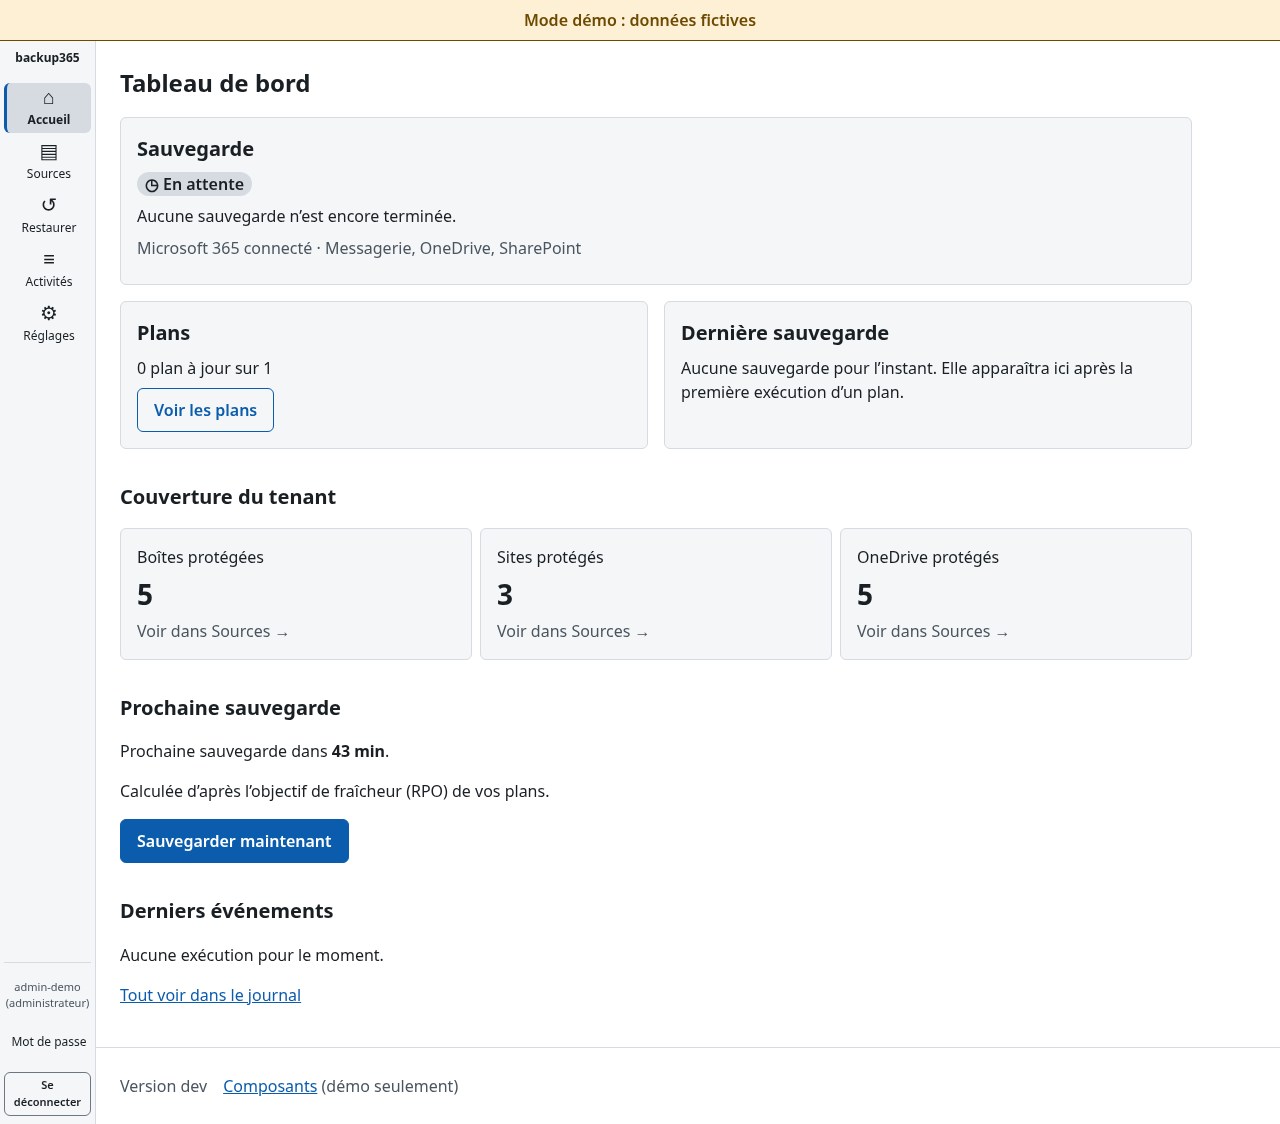 Mode démo : données fictives
backup365
Accueil
Sources
Restaurer
Activités
Réglages
admin-demo
(administrateur)
Mot de passe
Se
déconnecter
Tableau de bord
Sauvegarde
En attente
Aucune sauvegarde n’est encore terminée.
Microsoft 365 connecté · Messagerie, OneDrive, SharePoint
Plans
0 plan à jour sur 1
Voir les plans
Dernière sauvegarde
Aucune sauvegarde pour l’instant. Elle apparaîtra ici après la
première exécution d’un plan.
Couverture du tenant
Boîtes protégées
5
Voir dans Sources →
Sites protégés
3
Voir dans Sources →
OneDrive protégés
5
Voir dans Sources →
Prochaine sauvegarde
Prochaine sauvegarde dans 43 min.
Calculée d’après l’objectif de fraîcheur (RPO) de vos plans.
Sauvegarder maintenant
Derniers événements
Aucune exécution pour le moment.
Tout voir dans le journal
Version dev Composants (démo seulement)